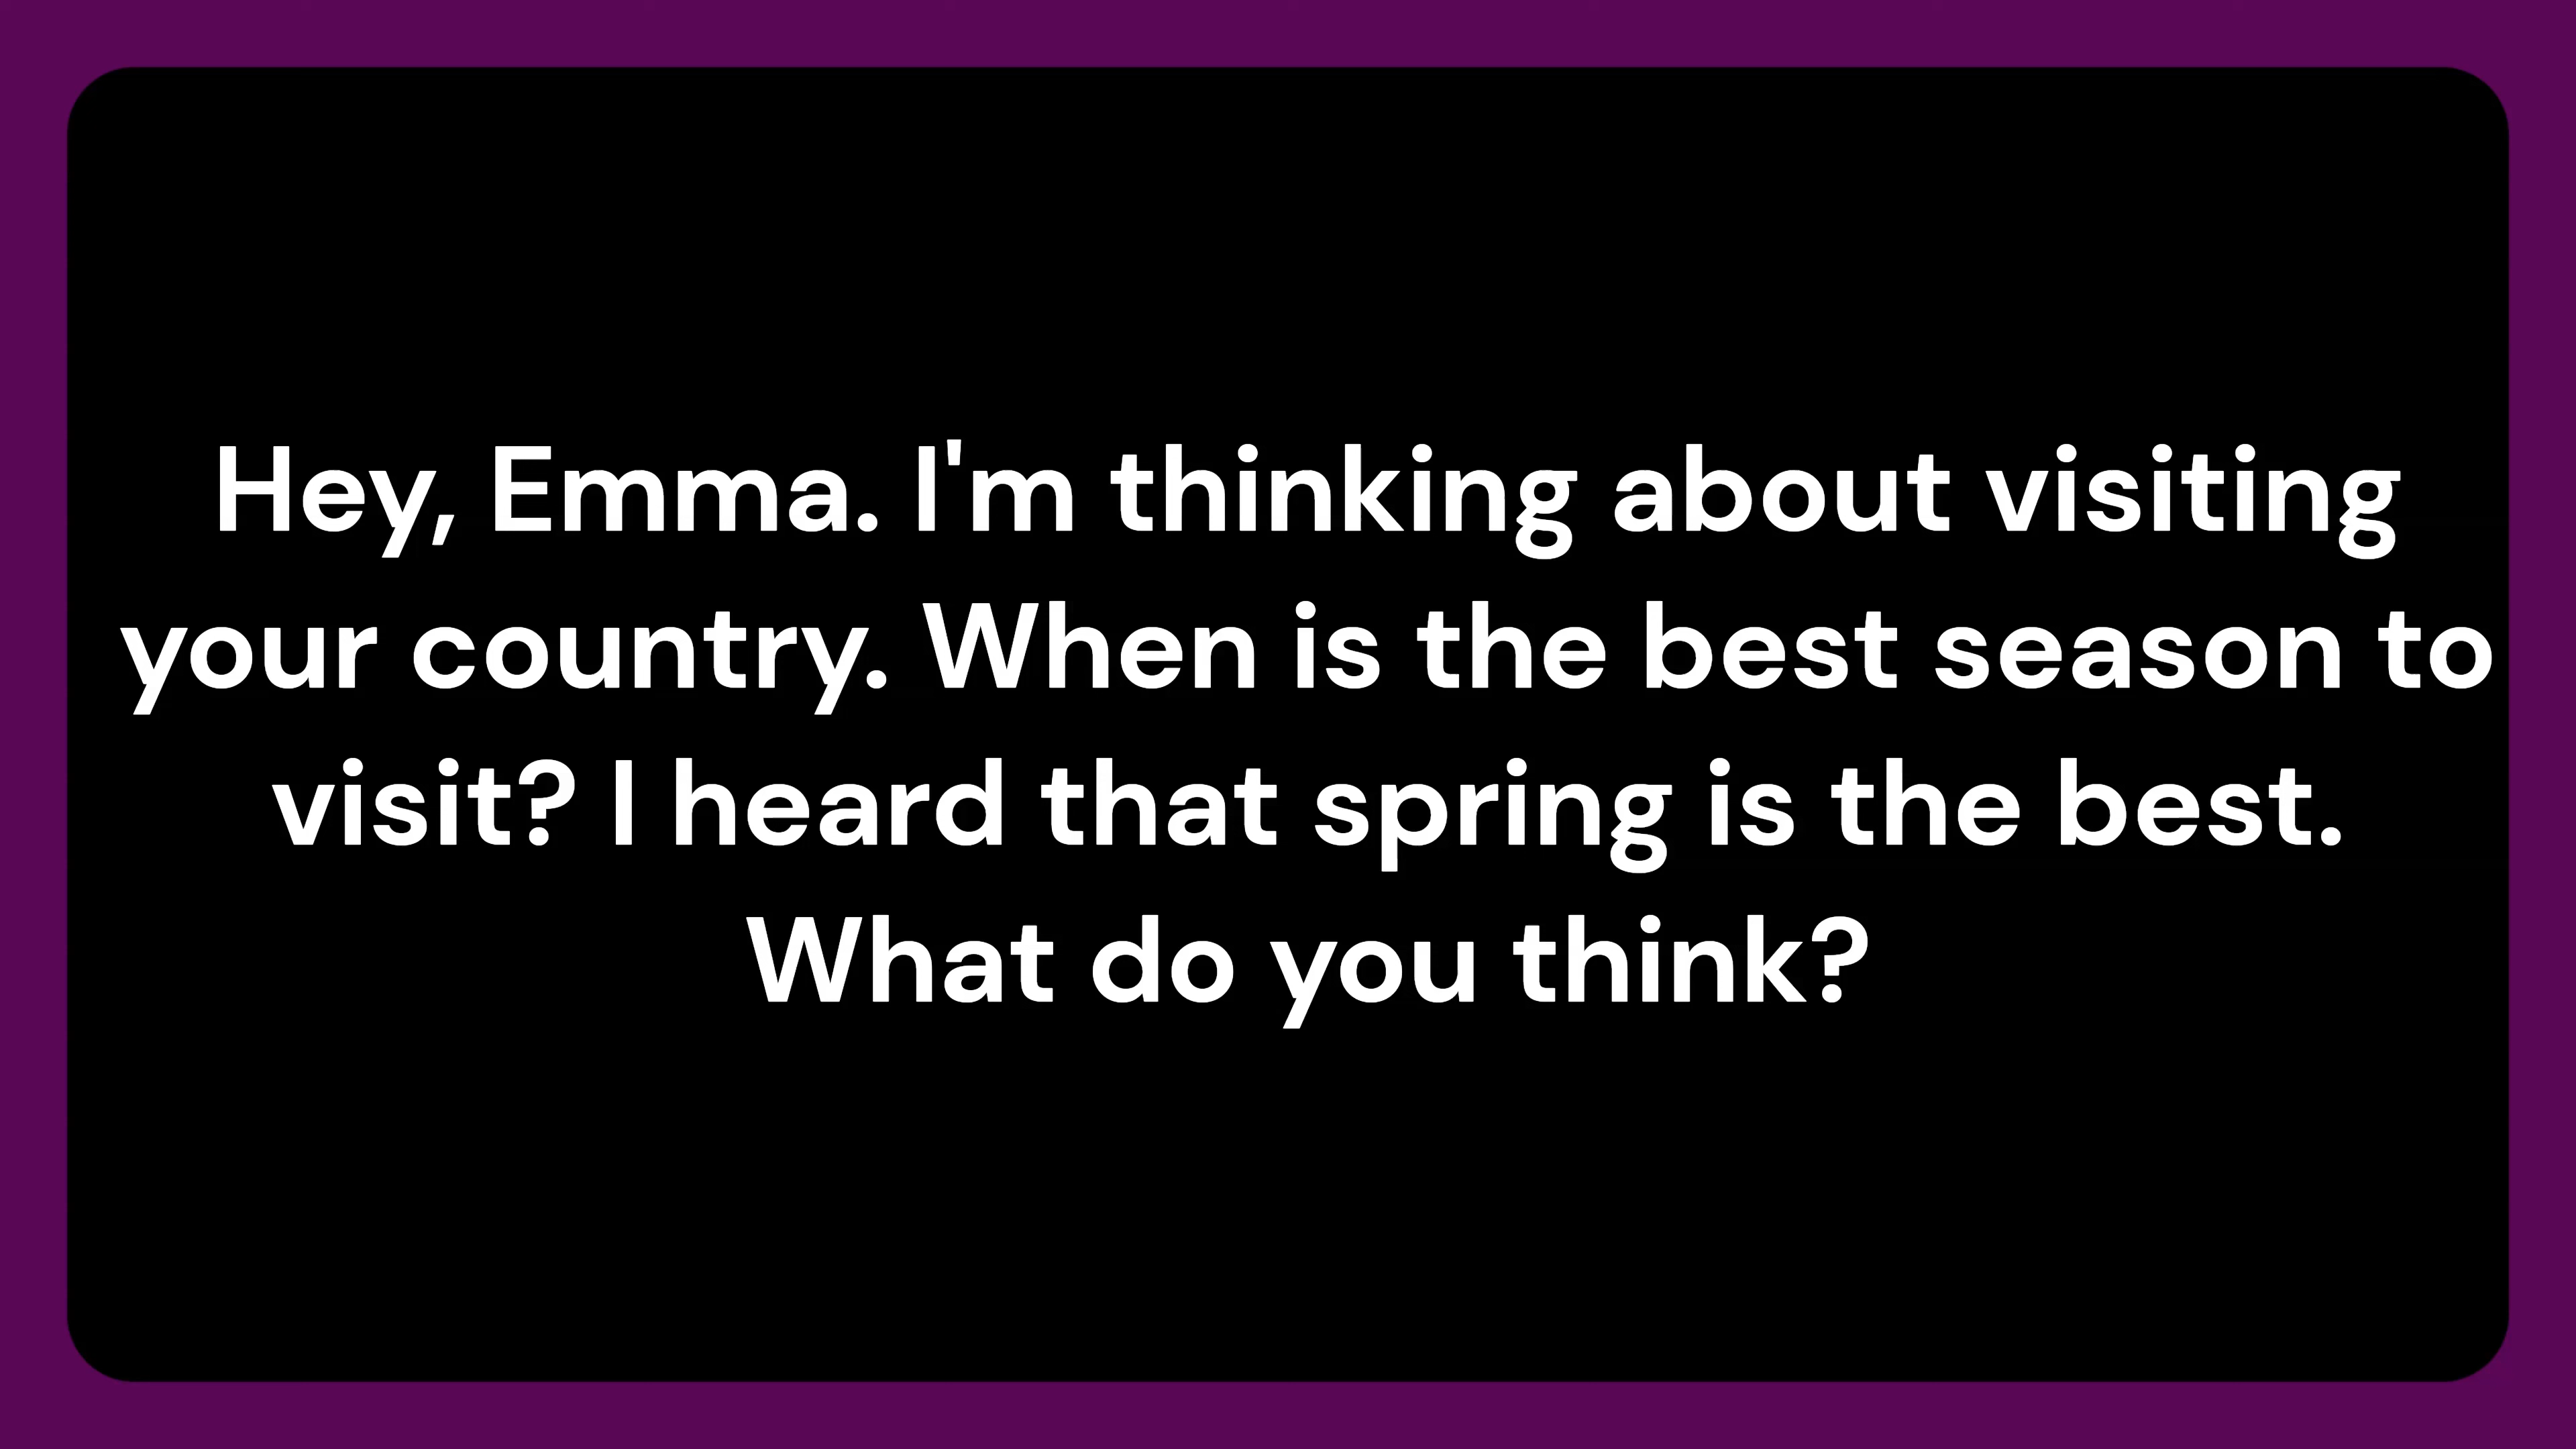 Hey, Emma. I'm thinking about visiting
your country. When is the best season to
visit? I heard that spring is the best.
What do you think?